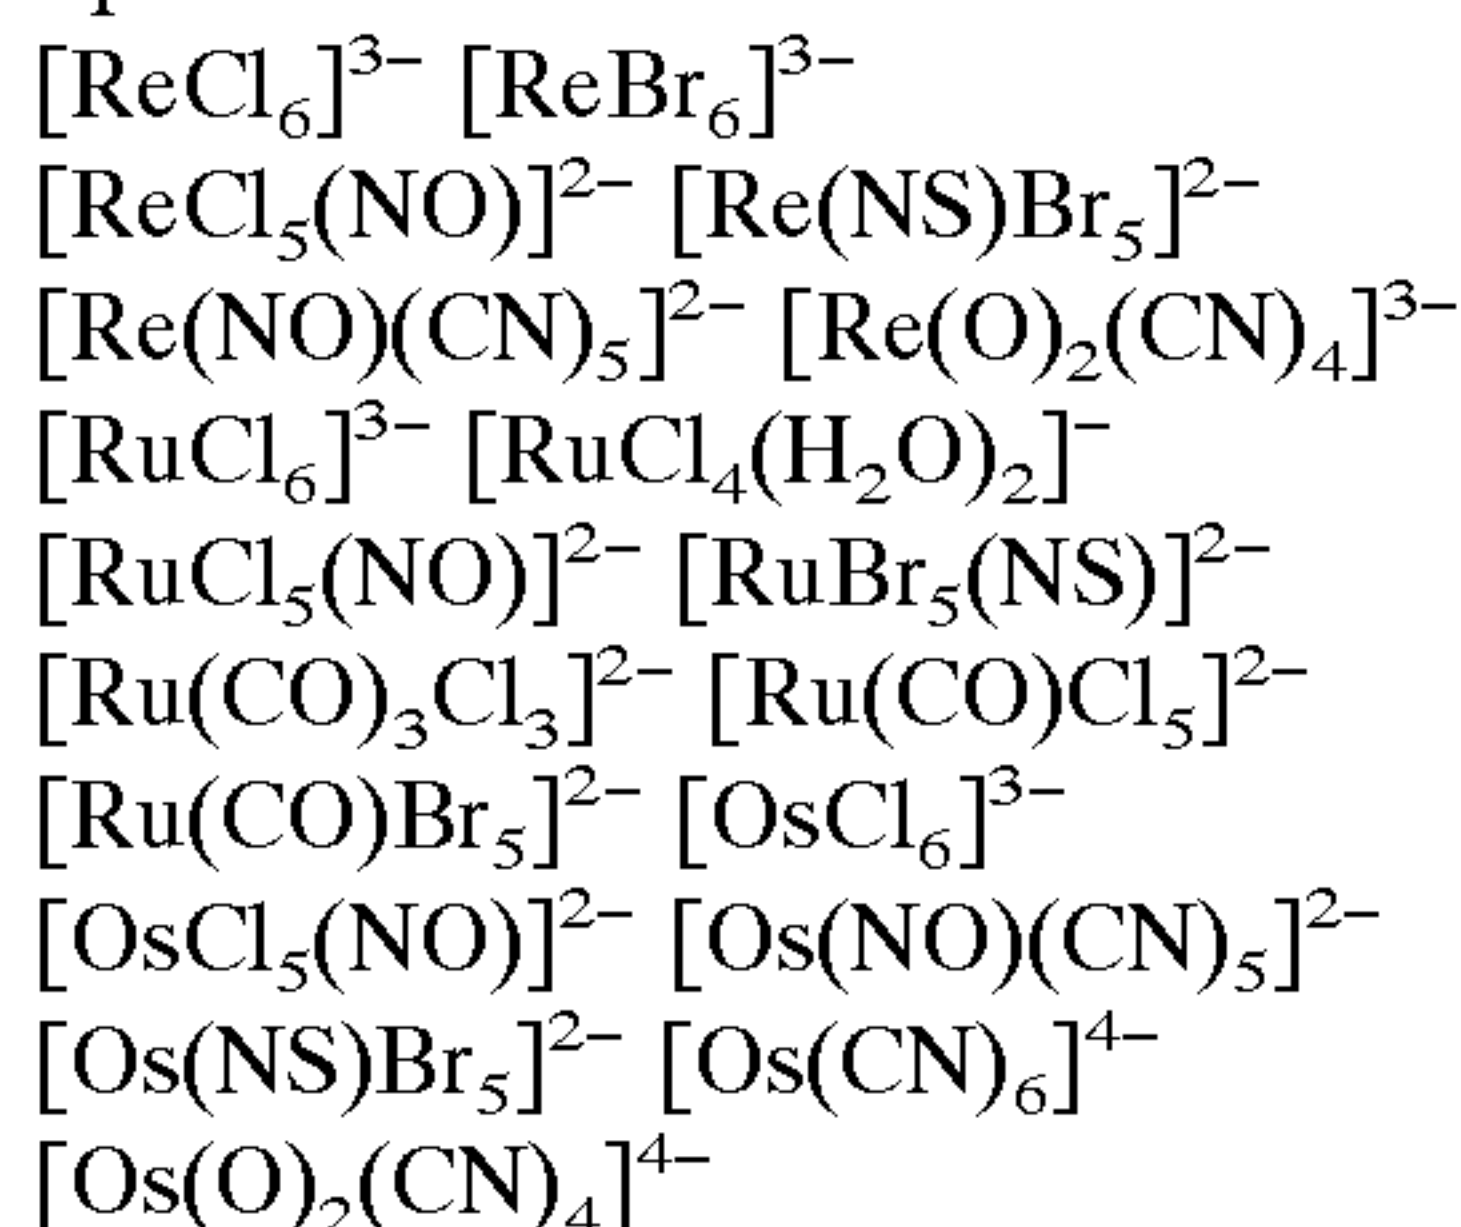 [ReCl₆]³⁻ [ReBr₆]³⁻
[ReCl₅(NO)]²⁻ [Re(NS)Br₅]²⁻
[Re(NO)(CN)₅]²⁻ [Re(O)₂(CN)₄]³⁻
[RuCl₆]³⁻ [RuCl₄(H₂O)₂]⁻
[RuCl₅(NO)]²⁻ [RuBr₅(NS)]²⁻
[Ru(CO)₃Cl₃]²⁻ [Ru(CO)Cl₅]²⁻
[Ru(CO)Br₅]²⁻ [OsCl₆]³⁻
[OsCl₅(NO)]²⁻ [Os(NO)(CN)₅]²⁻
[Os(NS)Br₅]²⁻ [Os(CN)₆]⁴⁻
[Os(O)₂(CN)₄]⁴⁻